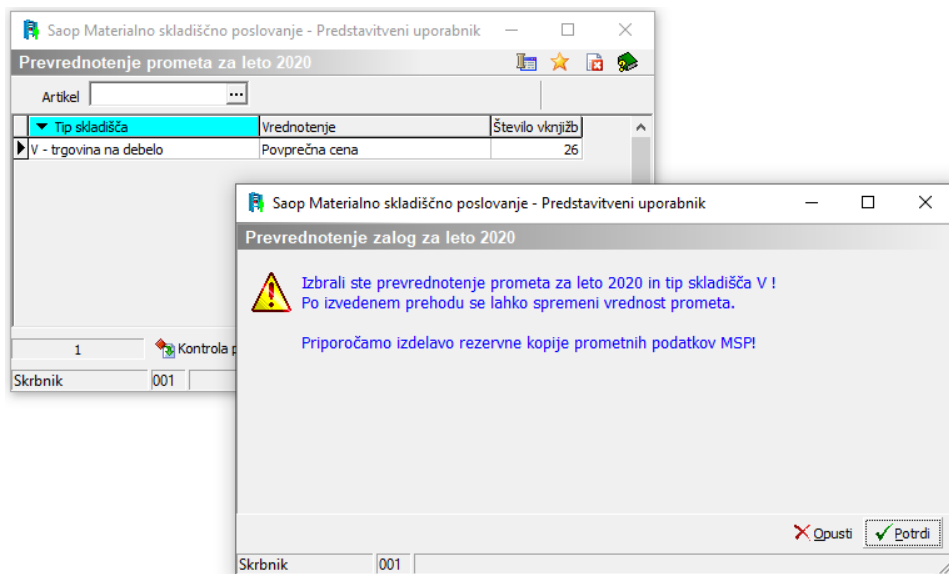 Saop Materialno skladiščno poslovanje - Predstavitveni uporabnik
Prevrednotenje prometa za leto 2020
Artikel
...
Tip skladišča Vrednotenje Število vknjižb
V - trgovina na debelo Povprečna cena 26
1 Kontrola p
Skrbnik 001
Saop Materialno skladiščno poslovanje - Predstavitveni uporabnik
Prevrednotenje zalog za leto 2020
Izbrali ste prevrednotenje prometa za leto 2020 in tip skladišča V !
Po izvedenem prehodu se lahko spremeni vrednost prometa.
Priporočamo izdelavo rezervne kopije prometnih podatkov MSP!
Opusti Potrdi
Skrbnik 001